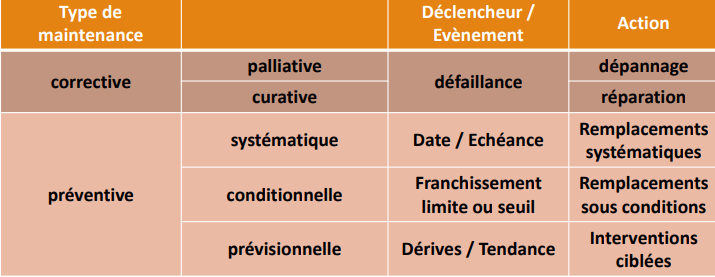 Type de maintenance
Déclencheur / Evènement
Action
corrective
palliative
défaillance
dépannage
curative
réparation
préventive
systématique
Date / Echéance
Remplacements systématiques
conditionnelle
Franchissement limite ou seuil
Remplacements sous conditions
prévisionnelle
Dérives / Tendance
Interventions ciblées